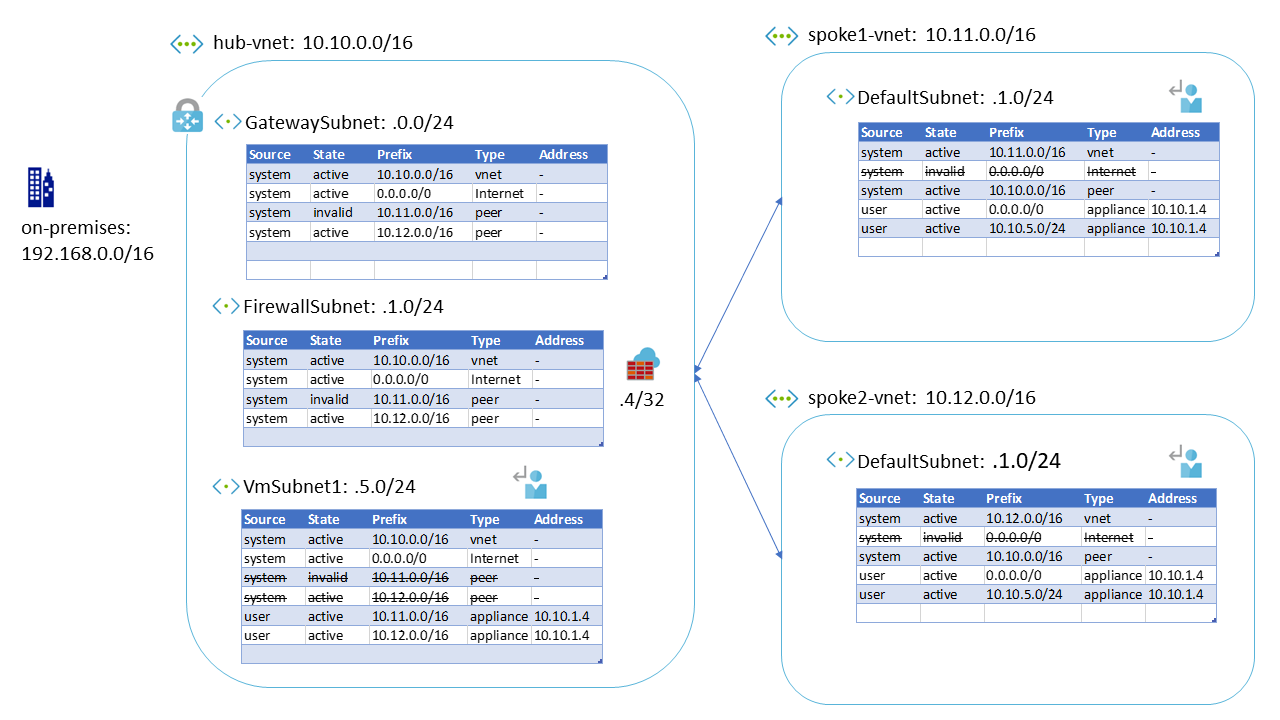 hub-vnet: 10.10.0.0/16
GatewaySubnet: .0.0/24
Source State Prefix Type Address
system active 10.10.0.0/16 vnet -
system active 0.0.0.0/0 Internet -
system invalid 10.11.0.0/16 peer -
system active 10.12.0.0/16 peer -
on-premises:
192.168.0.0/16
FirewallSubnet: .1.0/24
Source State Prefix Type Address
system active 10.10.0.0/16 vnet -
system active 0.0.0.0/0 Internet -
system invalid 10.11.0.0/16 peer -
system active 10.12.0.0/16 peer -
.4/32
VmSubnet1: .5.0/24
Source State Prefix Type Address
system active 10.10.0.0/16 vnet -
system active 0.0.0.0/0 Internet -
system invalid 10.11.0.0/16 peer -
system active 10.12.0.0/16 peer -
user active 10.11.0.0/16 appliance 10.10.1.4
user active 10.12.0.0/16 appliance 10.10.1.4
spoke1-vnet: 10.11.0.0/16
DefaultSubnet: .1.0/24
Source State Prefix Type Address
system active 10.11.0.0/16 vnet -
system invalid 0.0.0.0/0 Internet -
system active 10.10.0.0/16 peer -
user active 0.0.0.0/0 appliance 10.10.1.4
user active 10.10.5.0/24 appliance 10.10.1.4
spoke2-vnet: 10.12.0.0/16
DefaultSubnet: .1.0/24
Source State Prefix Type Address
system active 10.12.0.0/16 vnet -
system invalid 0.0.0.0/0 Internet -
system active 10.10.0.0/16 peer -
user active 0.0.0.0/0 appliance 10.10.1.4
user active 10.10.5.0/24 appliance 10.10.1.4